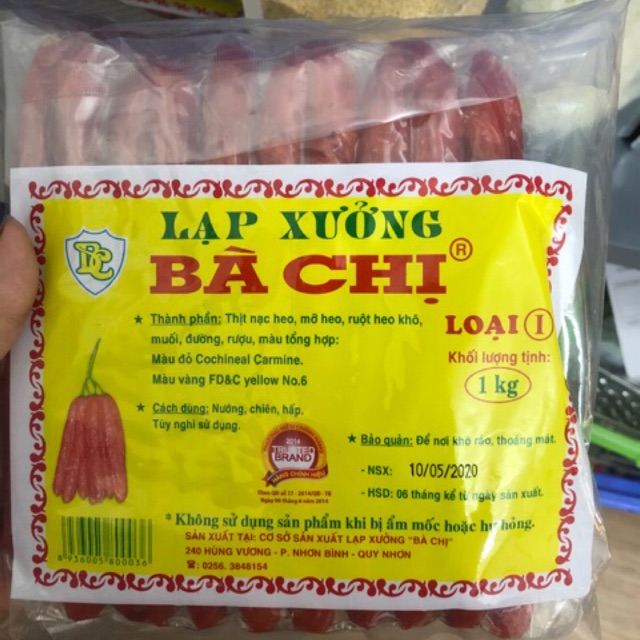 LẠP XƯỞNG
BC
BÀ CHỊ ®
★ Thành phần: Thịt nạc heo, mỡ heo, ruột heo khô,
muối, đường, rượu, màu tổng hợp:
Màu đỏ Cochineal Carmine.
Màu vàng FD&C yellow No.6
LOẠI I
Khối lượng tịnh:
1 kg
★ Cách dùng: Nướng, chiên, hấp.
Tùy nghi sử dụng.
2014
TRUSTED
BRAND
★ Bảo quản: Để nơi khô ráo, thoáng mát.
- NSX: 10/05/2020
- HSD: 06 tháng kể từ ngày sản xuất.
* Không sử dụng sản phẩm khi bị ẩm mốc hoặc hư hỏng.
SẢN XUẤT TẠI: CƠ SỞ SẢN XUẤT LẠP XƯỞNG "BÀ CHỊ"
240 HÙNG VƯƠNG - P. NHƠN BÌNH - QUY NHƠN
☎: 0256. 3848154
8 936005 800036